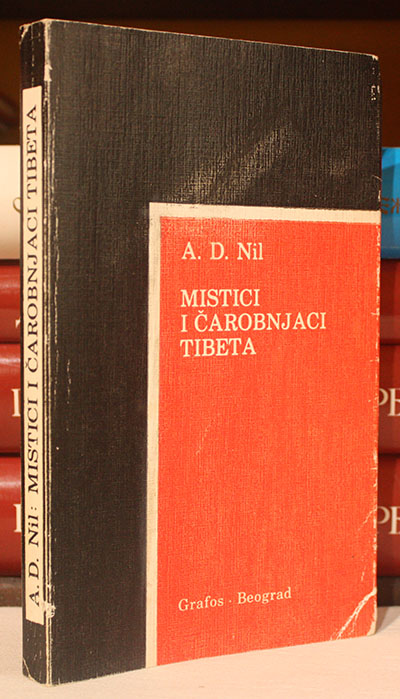 A. D. Nil: MISTICI I ČAROBNJACI TIBETA
A. D. Nil
MISTICI
I ČAROBNJACI
TIBETA
Grafos · Beograd